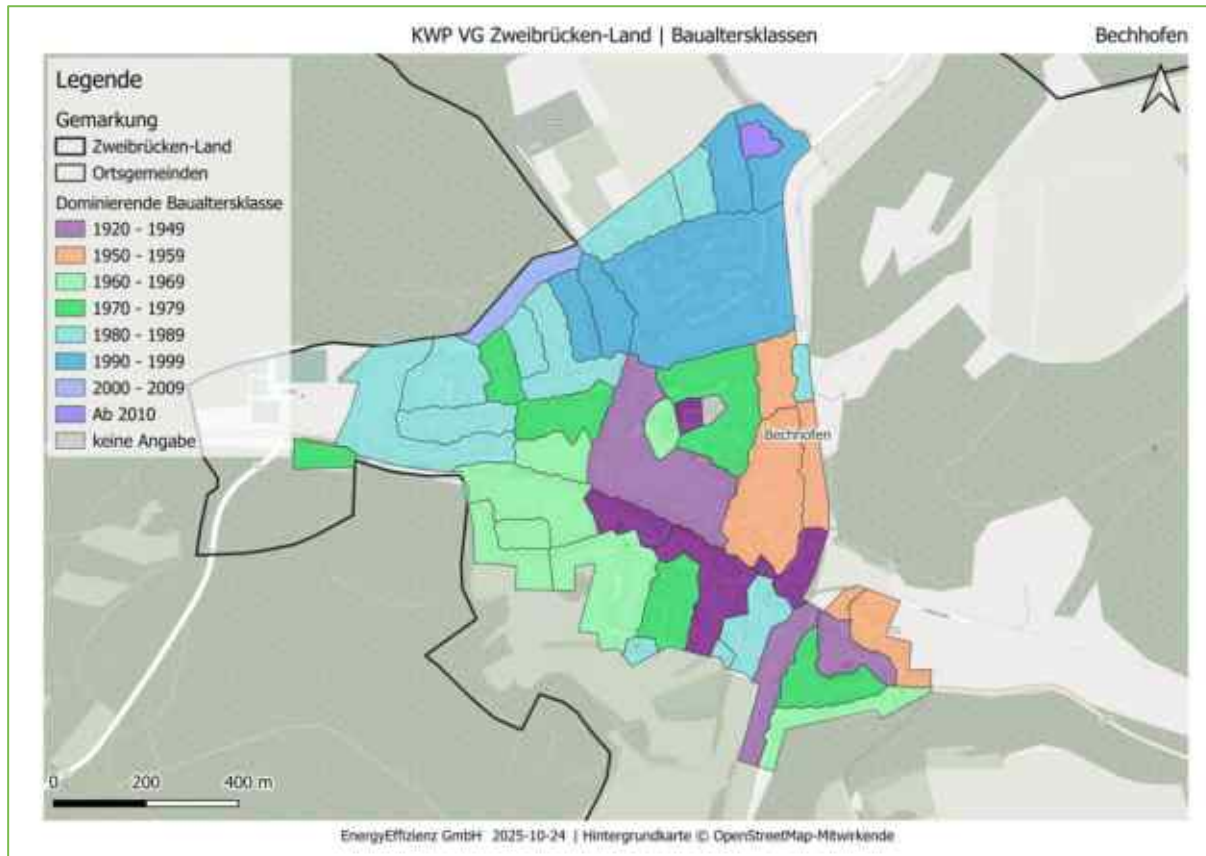 KWP VG Zweibrücken-Land | Baualtersklassen
Bechhofen
Legende
Gemarkung
Zweibrücken-Land
Ortsgemeinden
Dominierende Baualtersklasse
1920 - 1949
1950 - 1959
1960 - 1969
1970 - 1979
1980 - 1989
1990 - 1999
2000 - 2009
Ab 2010
keine Angabe
Bechhofen
0 200 400 m
EnergyEffizienz GmbH 2025-10-24 | Hintergrundkarte © OpenStreetMap-Mitwirkende